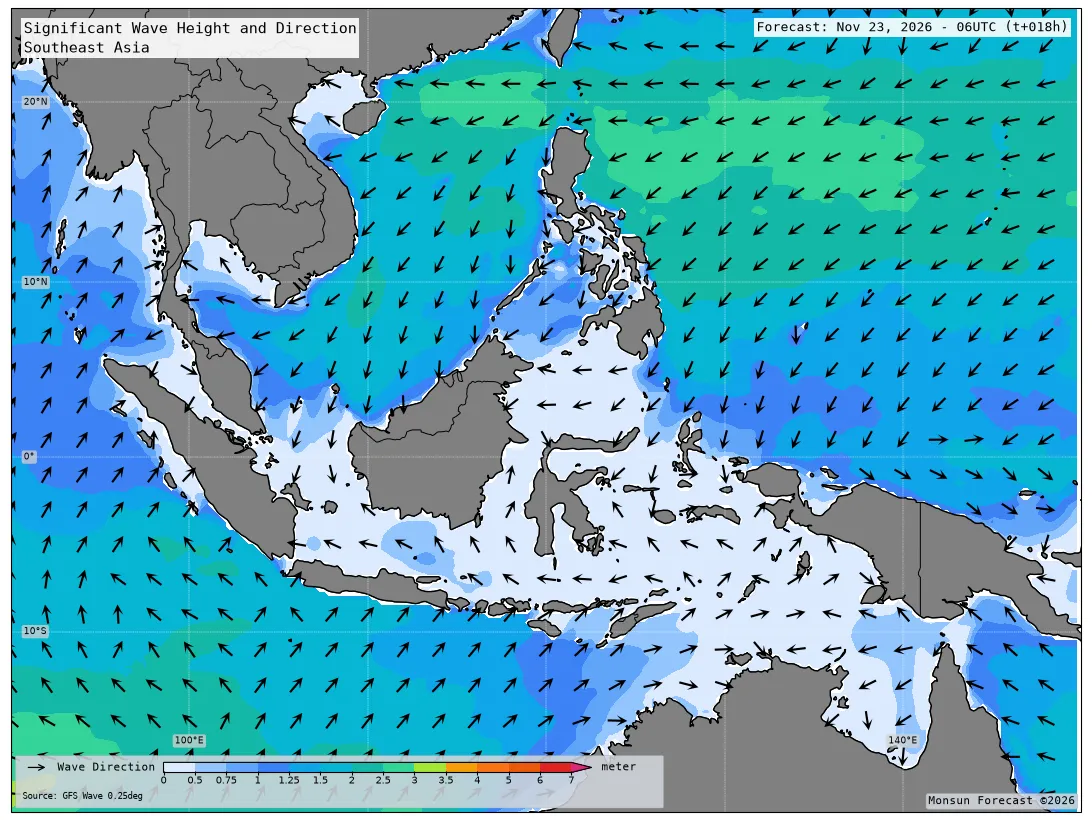 Significant Wave Height and Direction
Southeast Asia
Forecast: Nov 23, 2026 - 06UTC (t+018h)
20°N
10°N
0°
10°S
100°E
140°E
Wave Direction
meter
0 0.5 0.75 1 1.25 1.5 2 2.5 3 3.5 4 5 6 7
Source: GFS Wave 0.25deg
Monsun Forecast ©2026